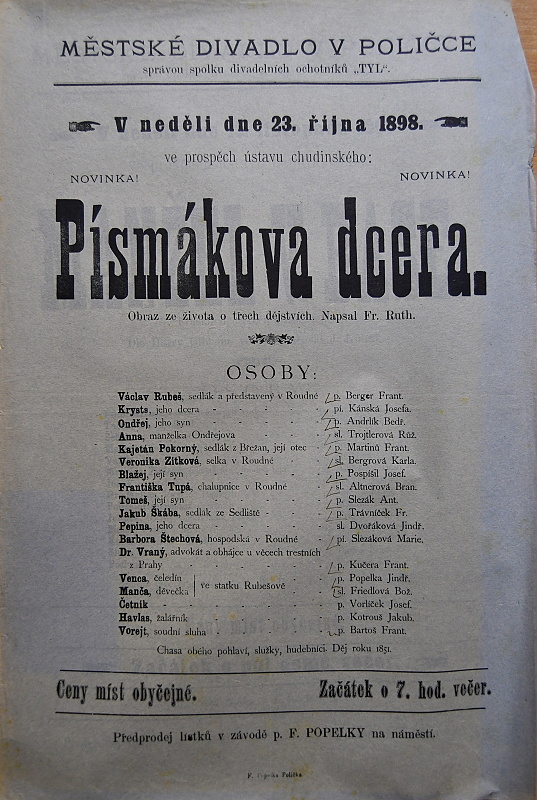 MĚSTSKÉ DIVADLO V POLIČCE
správou spolku divadelních ochotníků „TYL“.
V neděli dne 23. října 1898.
ve prospěch ústavu chudinského:
NOVINKA! NOVINKA!
Písmákova dcera.
Obraz ze života o třech dějstvích. Napsal Fr. Ruth.
OSOBY:
Václav Rubeš, sedlák a představený v Roudné p. Berger Frant.
Krysta, jeho dcera - - - - - pí. Kánská Josefa.
Ondřej, jeho syn - - - - - p. Andrlík Bedř.
Anna, manželka Ondřejova - - - - sl. Trojtlerová Růž.
Kajetán Pokorný, sedlák z Břežan, její otec - p. Martinů Frant.
Veronika Zítková, selka v Roudné - - sl. Bergrová Karla.
Blažej, její syn - - - - - p. Pospíšil Josef.
Františka Tupá, chalupnice v Roudné - - sl. Altnerová Bran.
Tomeš, její syn - - - - - p. Slezák Ant.
Jakub Škába, sedlák ze Sedliště - - - p. Trávníček Fr.
Pepina, jeho dcera - - - - - sl. Dvořáková Jindř.
Barbora Štechová, hospodská v Roudné - pí. Slezáková Marie.
Dr. Vraný, advokát a obhájce u věcech trestních
z Prahy - - - - - - p. Kučera Frant.
Venca, čeledín p. Popelka Jindř.
ve statku Rubešově - -
Manča, děvečka sl. Friedlová Bož.
Četník - - - - - - p. Vorlíček Josef.
Havlas, žalářník - - - - - p. Kotrouš Jakub.
Vorejt, soudní sluha - - - - p. Bartoš Frant.
Chasa obého pohlaví, služky, hudebníci. Děj roku 1851.
Ceny míst obyčejné. Začátek o 7. hod. večer.
Předprodej lístků v závodě p. F. POPELKY na náměstí.
F. Popelka Polička